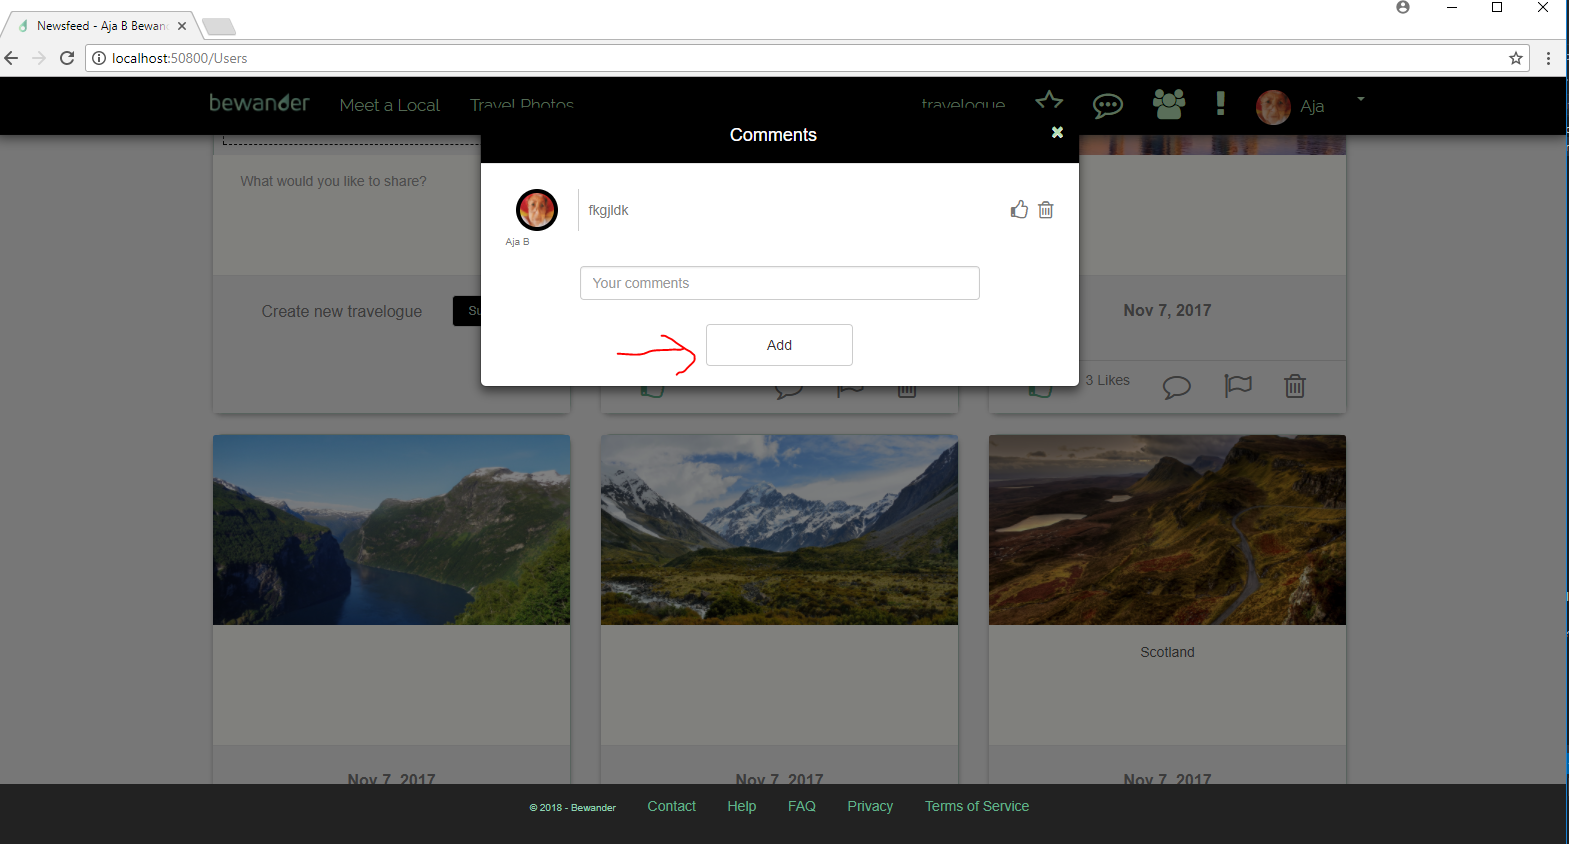 Newsfeed - Aja B Bewan
localhost:50800/Users
bewander Meet a Local Travel Photos travelogue Aja
Comments
What would you like to share?
fkgjldk
Aja B
Your comments
Create new travelogue Su
Nov 7, 2017
Add
3 Likes
Scotland
Nov 7, 2017 Nov 7, 2017 Nov 7, 2017
© 2018 - Bewander Contact Help FAQ Privacy Terms of Service